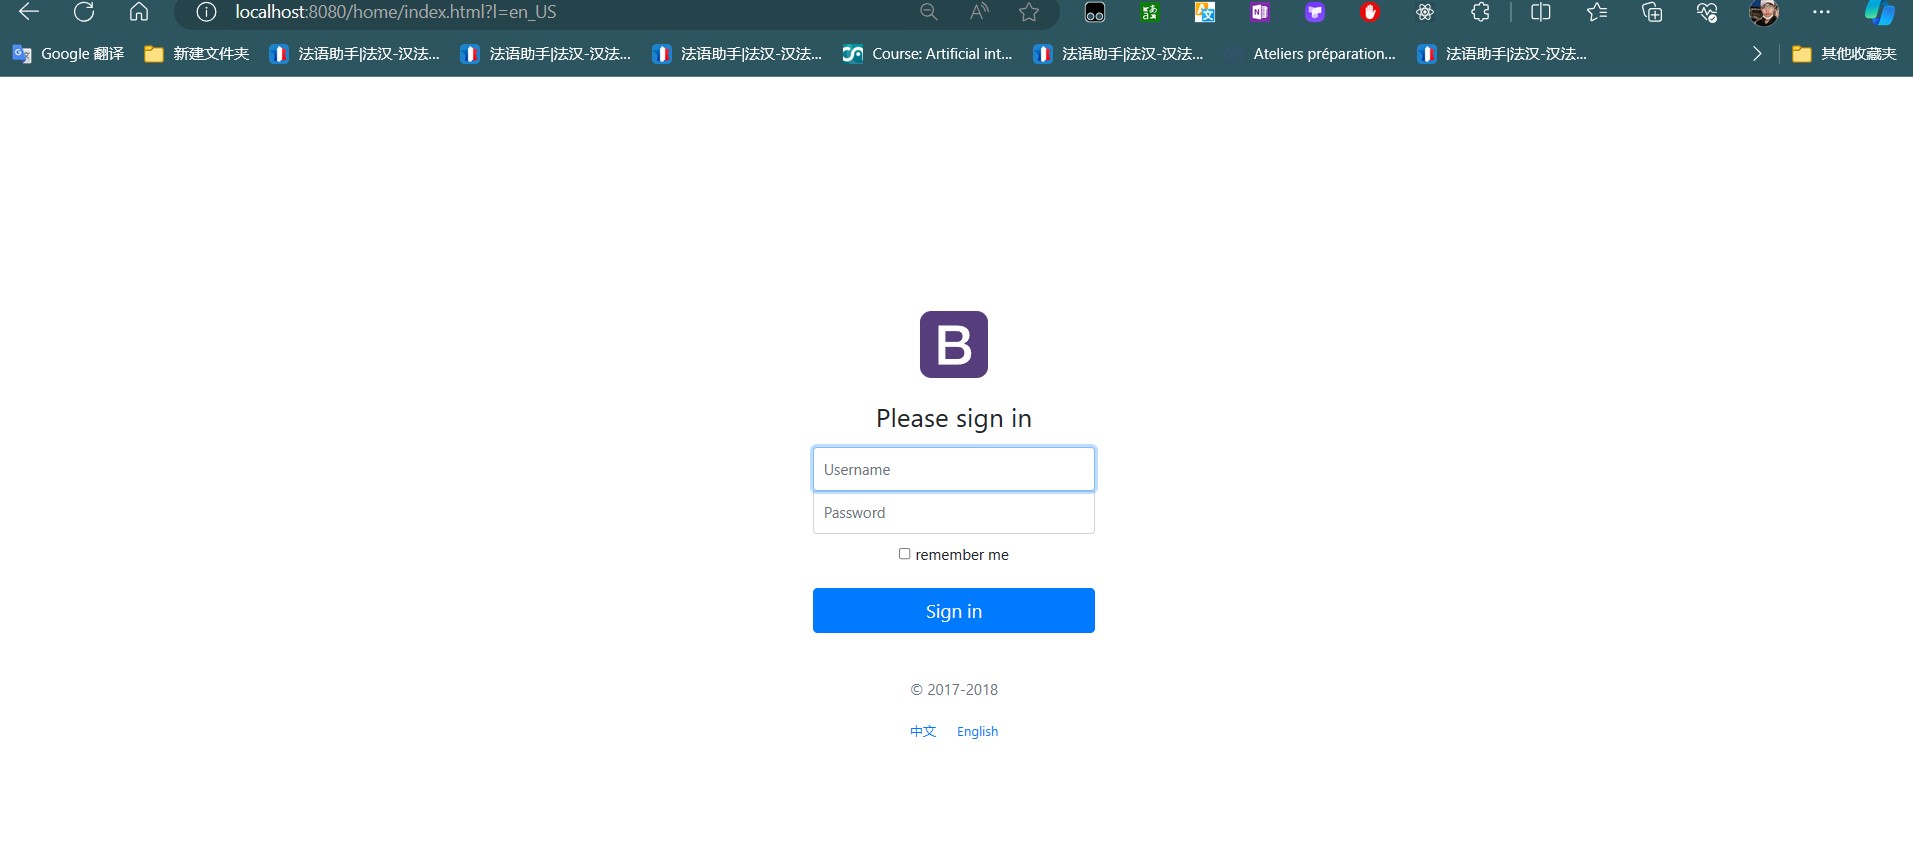 localhost:8080/home/index.html?l=en_US
Google 翻译 新建文件夹 法语助手|法汉-汉法... 法语助手|法汉-汉法... 法语助手|法汉-汉法... Course: Artificial int... 法语助手|法汉-汉法... Ateliers préparation... 法语助手|法汉-汉法... 其他收藏夹
B
Please sign in
Username
Password
remember me
Sign in
© 2017-2018
中文 English